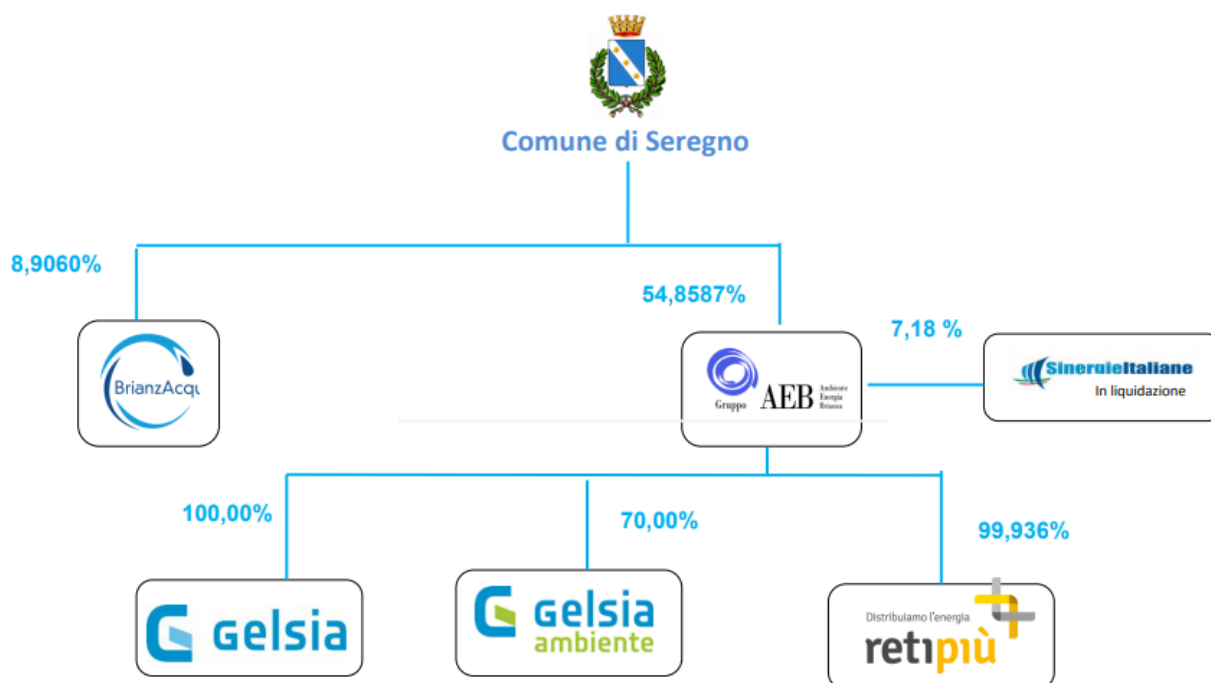 Comune di Seregno
8,9060%
54,8587%
7,18 %
BrianzAcqu
Gruppo AEB Ambiente
Energia
Brianza
SinergieItaliane
In liquidazione
100,00%
70,00%
99,936%
Gelsia
Gelsia
ambiente
Distribuiamo l'energia
retipiù